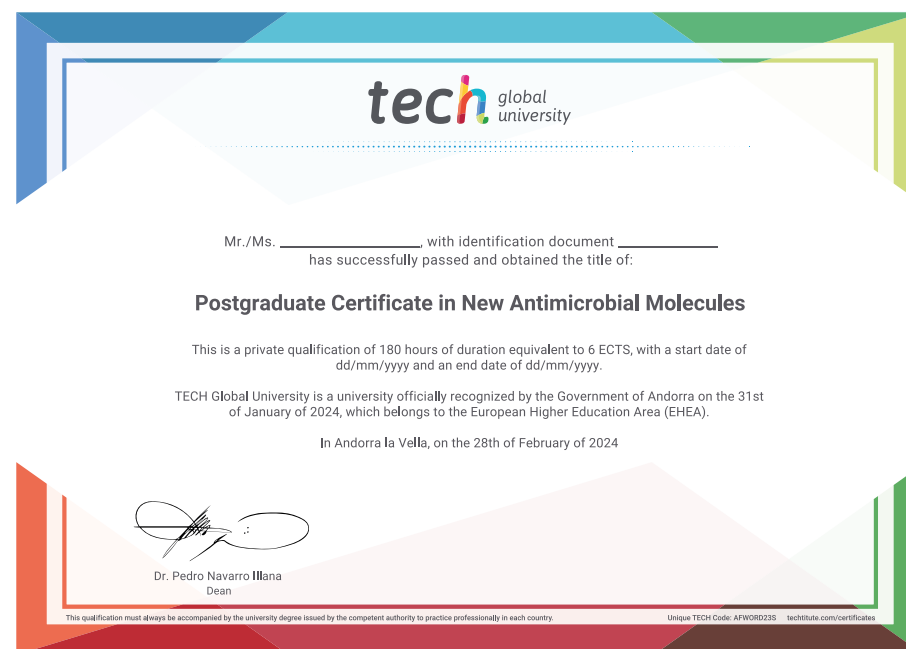 tech global university
Mr./Ms. ____________________, with identification document ______________
has successfully passed and obtained the title of:
Postgraduate Certificate in New Antimicrobial Molecules
This is a private qualification of 180 hours of duration equivalent to 6 ECTS, with a start date of
dd/mm/yyyy and an end date of dd/mm/yyyy.
TECH Global University is a university officially recognized by the Government of Andorra on the 31st
of January of 2024, which belongs to the European Higher Education Area (EHEA).
In Andorra la Vella, on the 28th of February of 2024
Dr. Pedro Navarro Illana
Dean
This qualification must always be accompanied by the university degree issued by the competent authority to practice professionally in each country.
Unique TECH Code: AFWORD23S techtitute.com/certificates